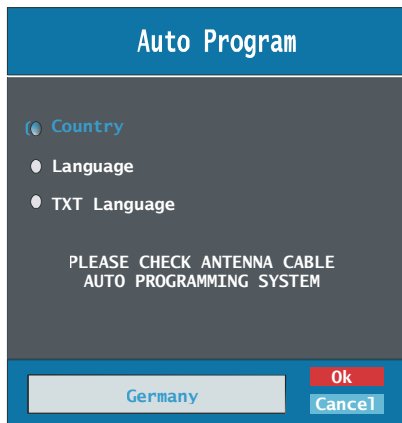 Auto Program
Country
Language
TXT Language
PLEASE CHECK ANTENNA CABLE
AUTO PROGRAMMING SYSTEM
Germany
Ok
Cancel